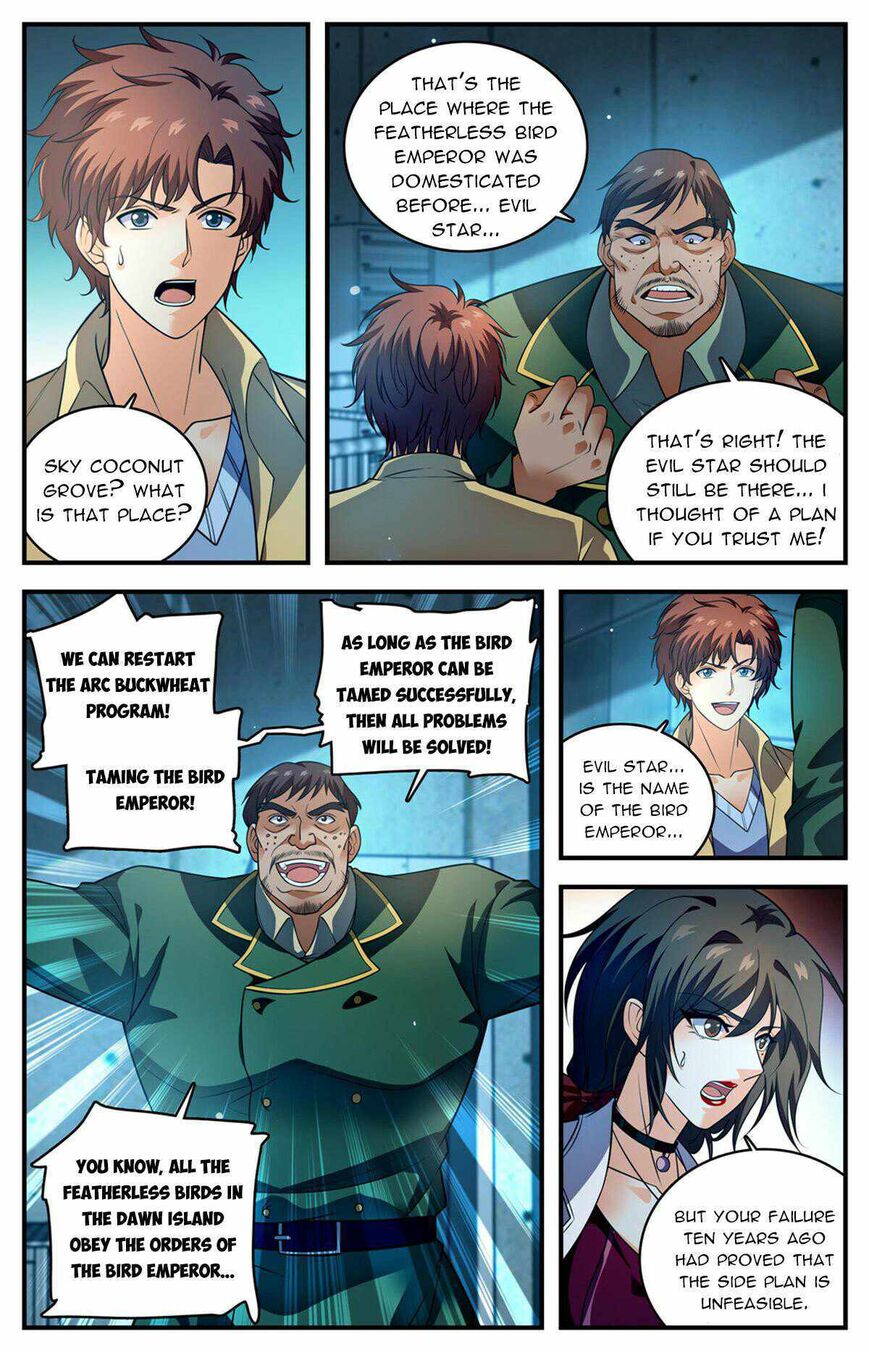 SKY COCONUT
GROVE? WHAT
IS THAT PLACE?
THAT'S THE
PLACE WHERE THE
FEATHERLESS BIRD
EMPEROR WAS
DOMESTICATED
BEFORE... EVIL
STAR...
THAT'S RIGHT! THE
EVIL STAR SHOULD
STILL BE THERE... I
THOUGHT OF A PLAN
IF YOU TRUST ME!
WE CAN RESTART
THE ARC BUCKWHEAT
PROGRAM!
TAMING THE BIRD
EMPEROR!
AS LONG AS THE BIRD
EMPEROR CAN BE
TAMED SUCCESSFULLY,
THEN ALL PROBLEMS
WILL BE SOLVED!
YOU KNOW, ALL THE
FEATHERLESS BIRDS IN
THE DAWN ISLAND
OBEY THE ORDERS OF
THE BIRD EMPEROR...
EVIL STAR...
IS THE NAME
OF THE BIRD
EMPEROR...
BUT YOUR FAILURE
TEN YEARS AGO
HAD PROVED THAT
THE SIDE PLAN IS
UNFEASIBLE.